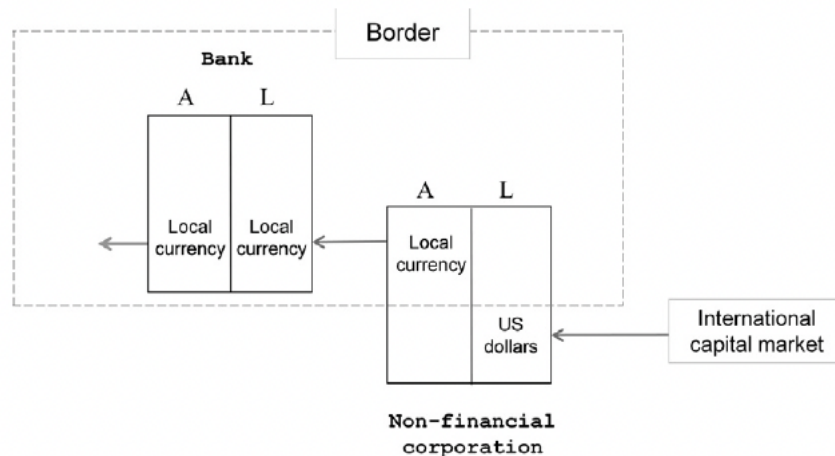 Border
Bank
A L
A L
Local
currency
Local
currency
Local
currency
US
dollars
International
capital market
Non-financial
corporation